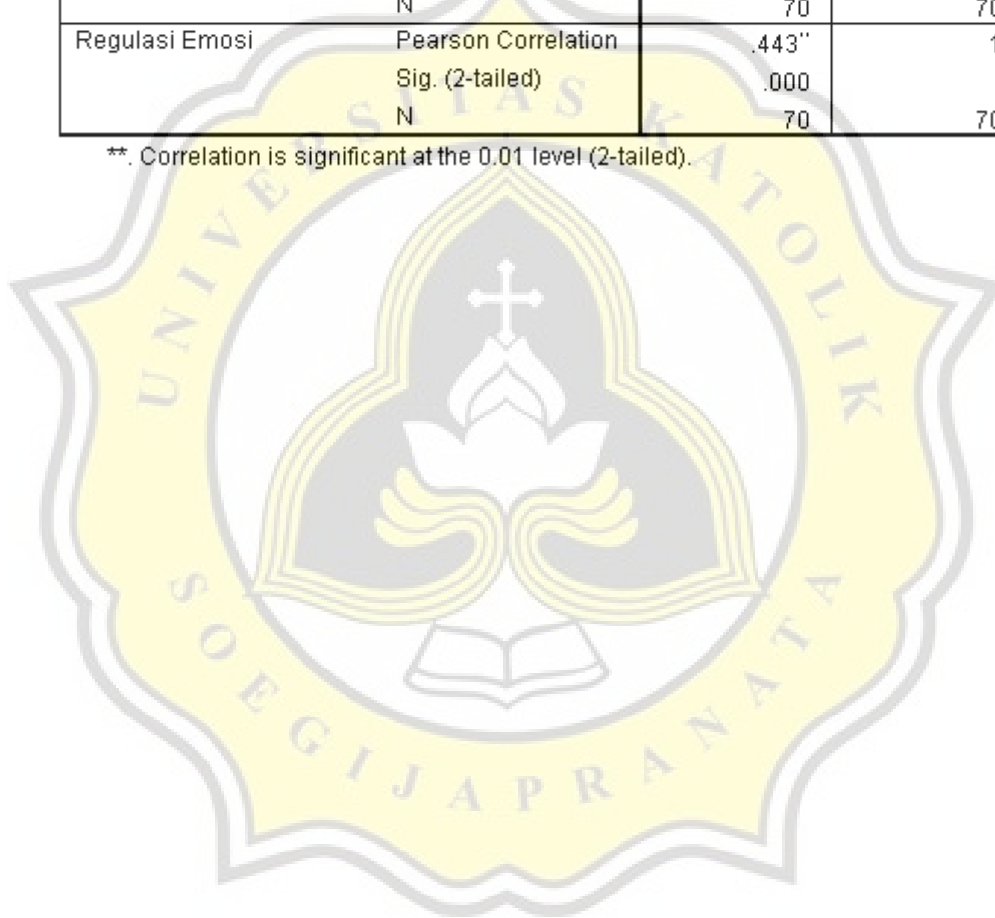 N 70 70
Regulasi Emosi Pearson Correlation .443** 1
Sig. (2-tailed) .000
N 70 70
**. Correlation is significant at the 0.01 level (2-tailed).
UNIVERSITAS KATOLIK
SOEGIJAPRANATA